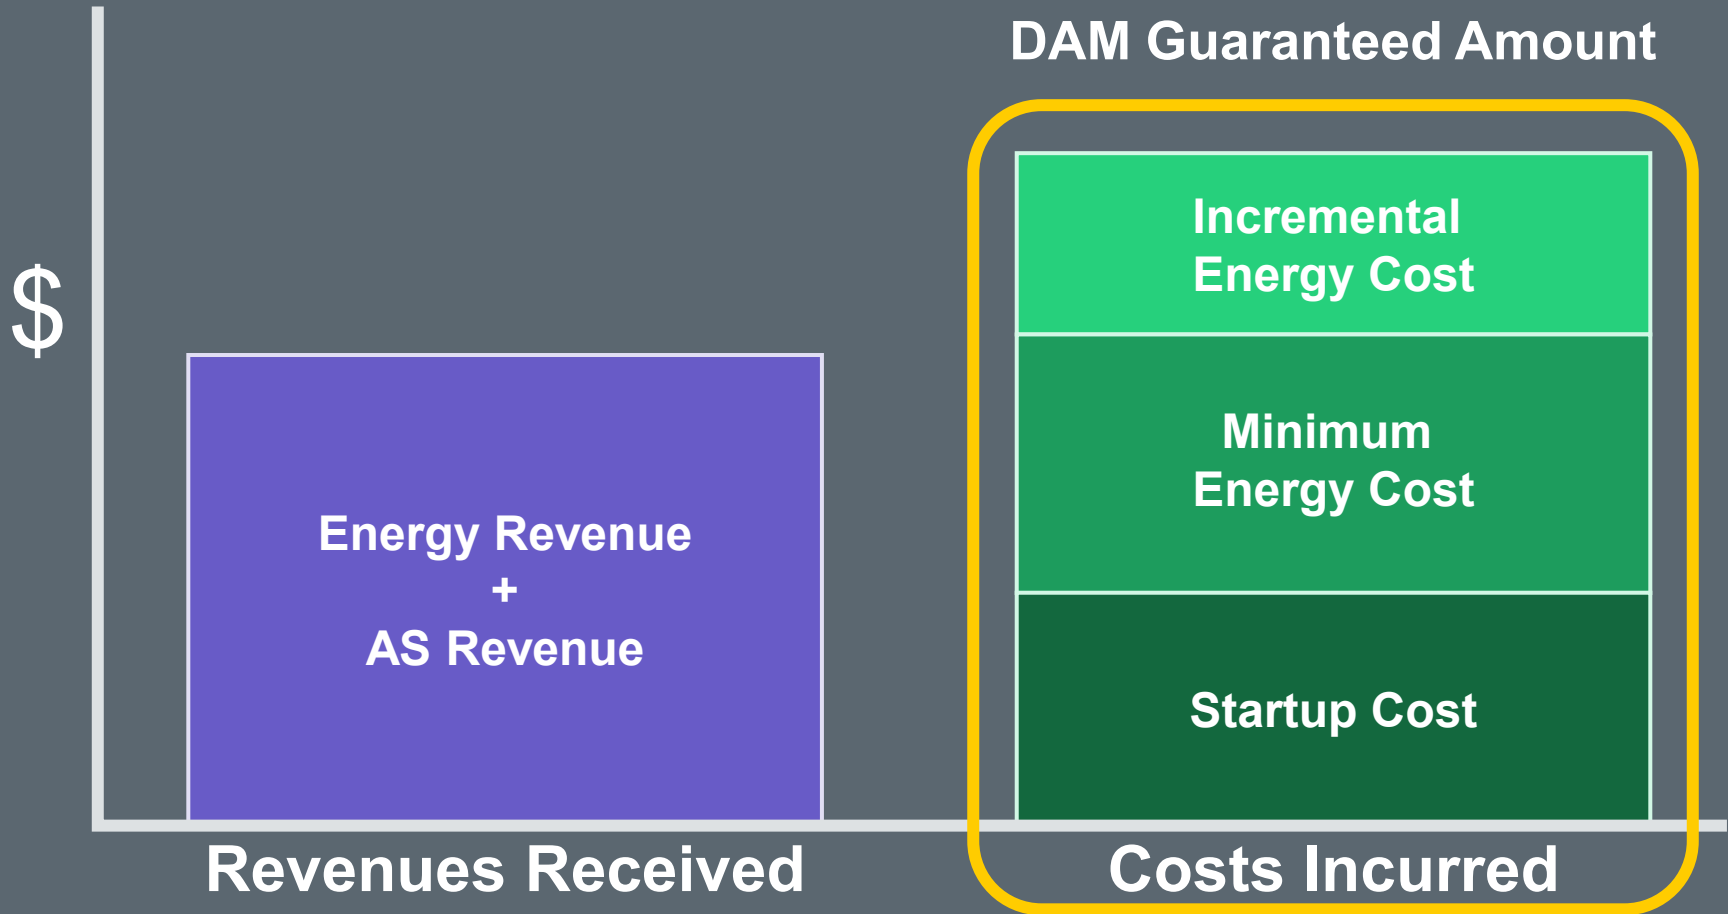 DAM Guaranteed Amount
$
Incremental
Energy Cost
Minimum
Energy Cost
Startup Cost
Energy Revenue
+
AS Revenue
Revenues Received
Costs Incurred